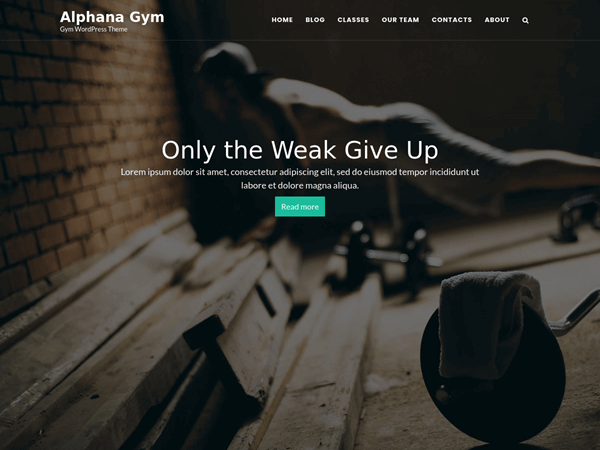 Alphana Gym
Gym WordPress Theme
HOME BLOG CLASSES OUR TEAM CONTACTS ABOUT
Only the Weak Give Up
Lorem ipsum dolor sit amet, consectetur adipiscing elit, sed do eiusmod tempor incididunt ut
labore et dolore magna aliqua.
Read more